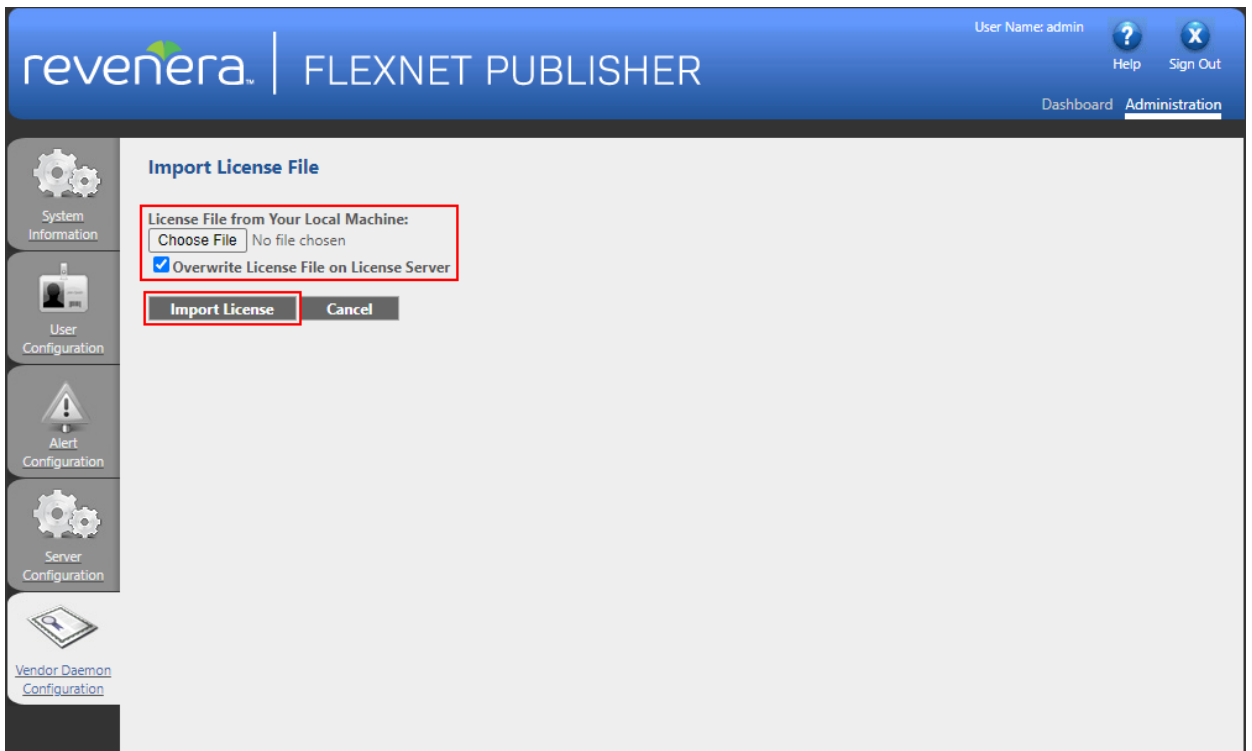 User Name: admin
?
X
Help
Sign Out
revenera™ FLEXNET PUBLISHER
Dashboard Administration
System
Information
User
Configuration
Alert
Configuration
Server
Configuration
Vendor Daemon
Configuration
Import License File
License File from Your Local Machine:
Choose File No file chosen
Overwrite License File on License Server
Import License Cancel